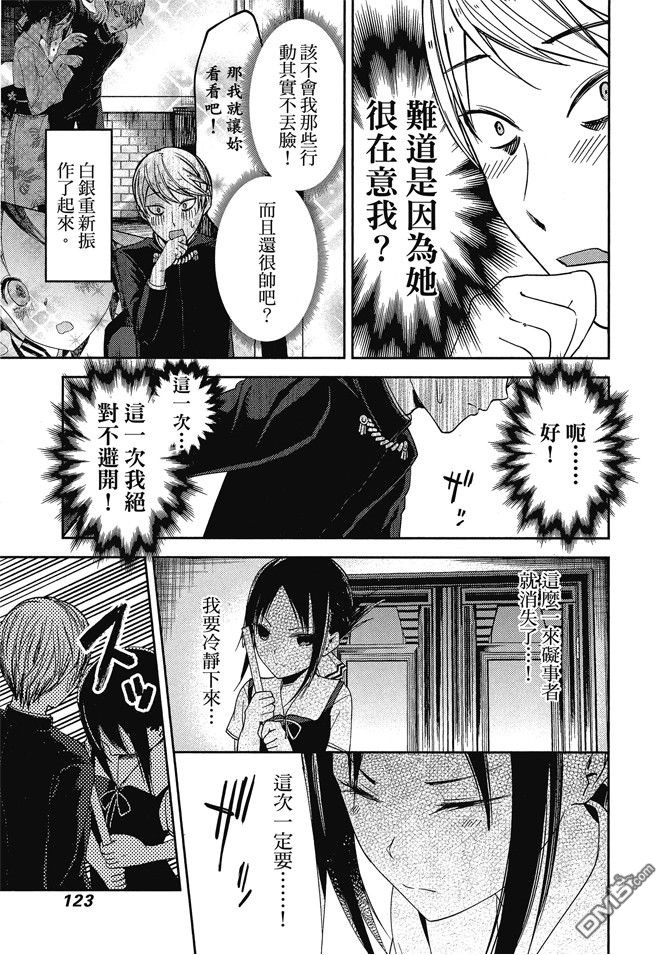 難道是因為她
很在意我？
該不會我那些行
動其實不丟臉！
那我就讓妳
看看吧！
而且還很帥吧？
白銀重新振
作了起來。
呃……
好！
這一次…
這一次我絕
對不避開！
這麼一來礙事者
就消失了…！
我要冷靜下來…
這次一定要……！
スッ
123
DM5.com